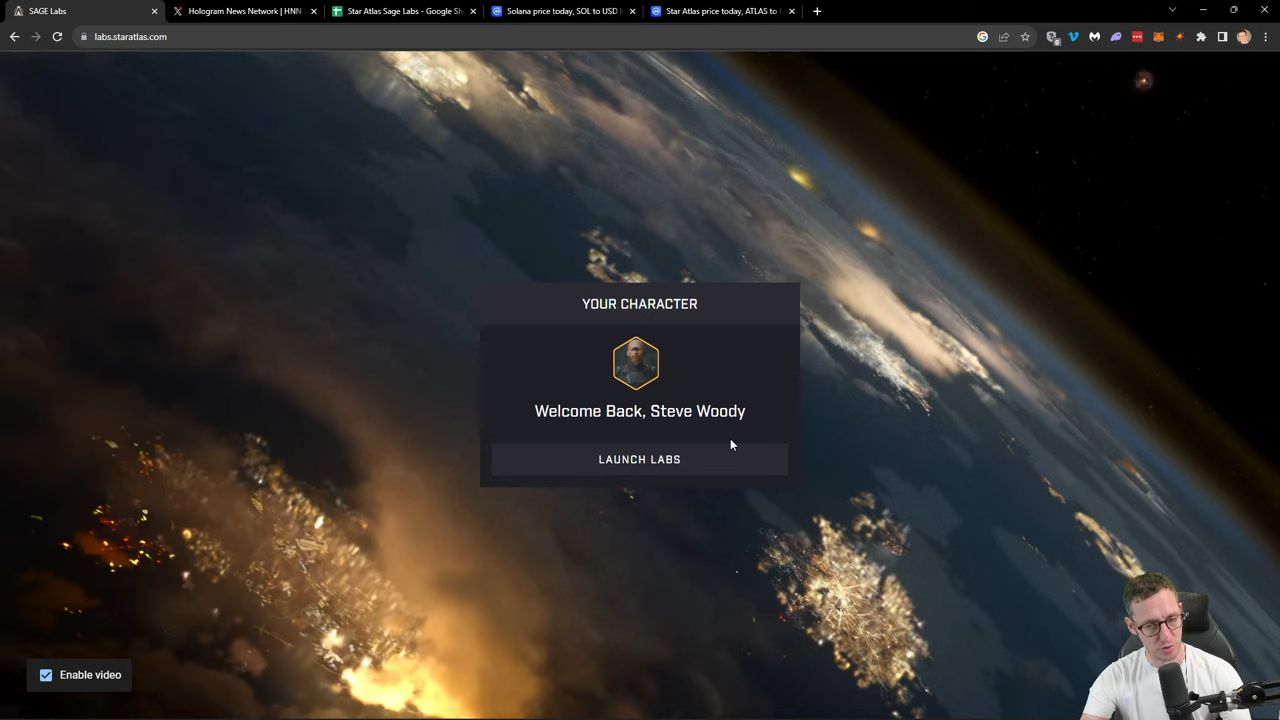 SAGE Labs
Hologram News Network | HNN
Star Atlas Sage Labs - Google Sh
Solana price today, SOL to USD li
Star Atlas price today, ATLAS to U
labs.staratlas.com
YOUR CHARACTER
Welcome Back, Steve Woody
LAUNCH LABS
Enable video